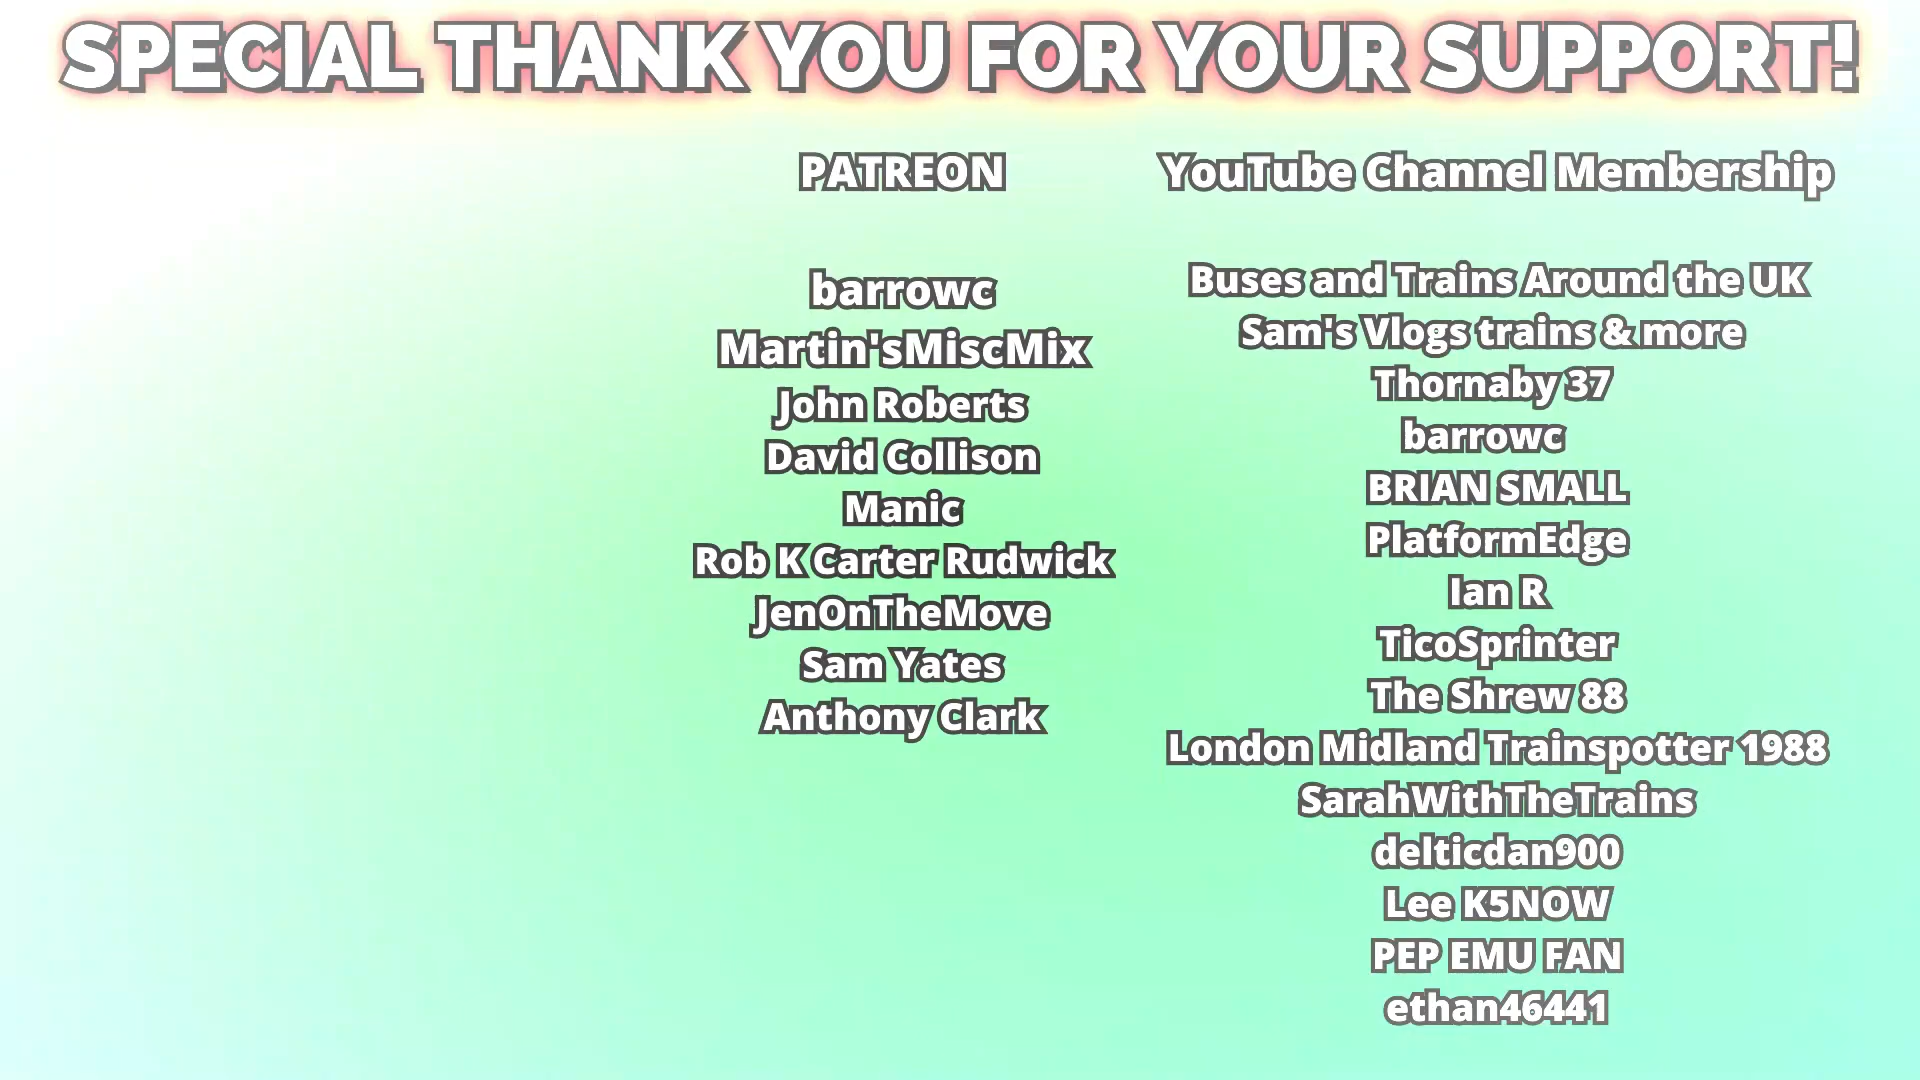 SPECIAL THANK YOU FOR YOUR SUPPORT!
PATREON
barrowc
Martin'sMiscMix
John Roberts
David Collison
Manic
Rob K Carter Rudwick
JenOnTheMove
Sam Yates
Anthony Clark
YouTube Channel Membership
Buses and Trains Around the UK
Sam's Vlogs trains & more
Thornaby 37
barrowc
BRIAN SMALL
PlatformEdge
Ian R
TicoSprinter
The Shrew 88
London Midland Trainspotter 1988
SarahWithTheTrains
delticdan900
Lee K5NOW
PEP EMU FAN
ethan46441